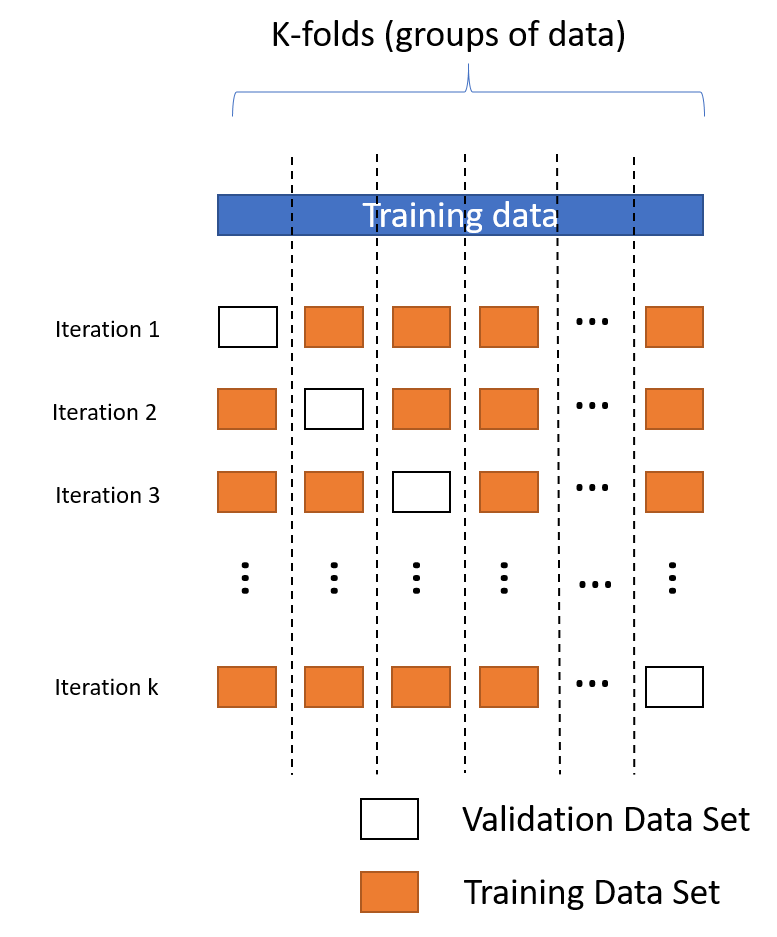 K-folds (groups of data)
Training data
Iteration 1
...
Iteration 2
...
Iteration 3
...
...
Iteration k
...
Validation Data Set
Training Data Set